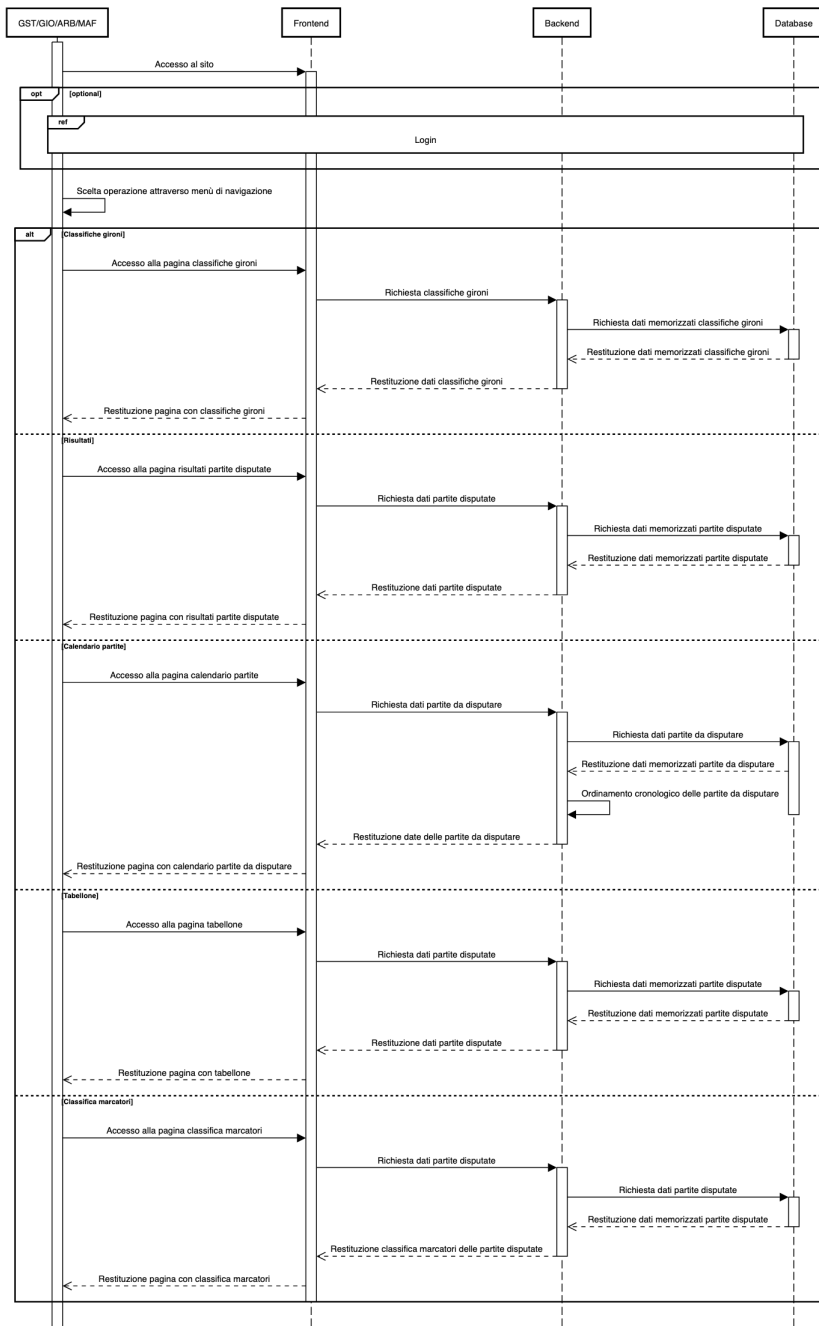 GST/GIO/ARB/MAF
Frontend
Backend
Database
Accesso al sito
opt
[optional]
ref
Login
Scelta operazione attraverso menù di navigazione
alt
[Classifiche gironi]
Accesso alla pagina classifiche gironi
Richiesta classifiche gironi
Richiesta dati memorizzati classifiche gironi
Restituzione dati memorizzati classifiche gironi
Restituzione dati classifiche gironi
Restituzione pagina con classifiche gironi
[Risultati]
Accesso alla pagina risultati partite disputate
Richiesta dati partite disputate
Richiesta dati memorizzati partite disputate
Restituzione dati memorizzati partite disputate
Restituzione dati partite disputate
Restituzione pagina con risultati partite disputate
[Calendario partite]
Accesso alla pagina calendario partite
Richiesta dati partite da disputare
Richiesta dati partite da disputare
Restituzione dati memorizzati partite da disputare
Ordinamento cronologico delle partite da disputare
Restituzione date delle partite da disputare
Restituzione pagina con calendario partite da disputare
[Tabellone]
Accesso alla pagina tabellone
Richiesta dati partite disputate
Richiesta dati memorizzati partite disputate
Restituzione dati memorizzati partite disputate
Restituzione dati partite disputate
Restituzione pagina con tabellone
[Classifica marcatori]
Accesso alla pagina classifica marcatori
Richiesta dati partite disputate
Richiesta dati partite disputate
Restituzione dati memorizzati partite disputate
Restituzione classifica marcatori delle partite disputate
Restituzione pagina con classifica marcatori